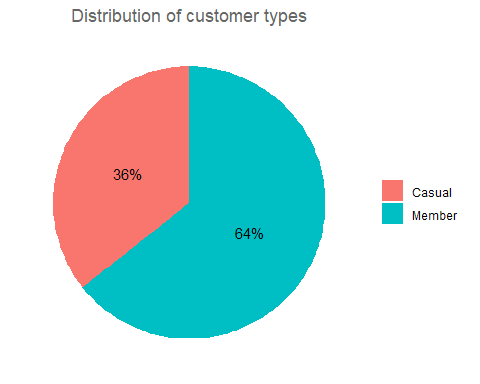 Distribution of customer types
36%
64%
Casual
Member